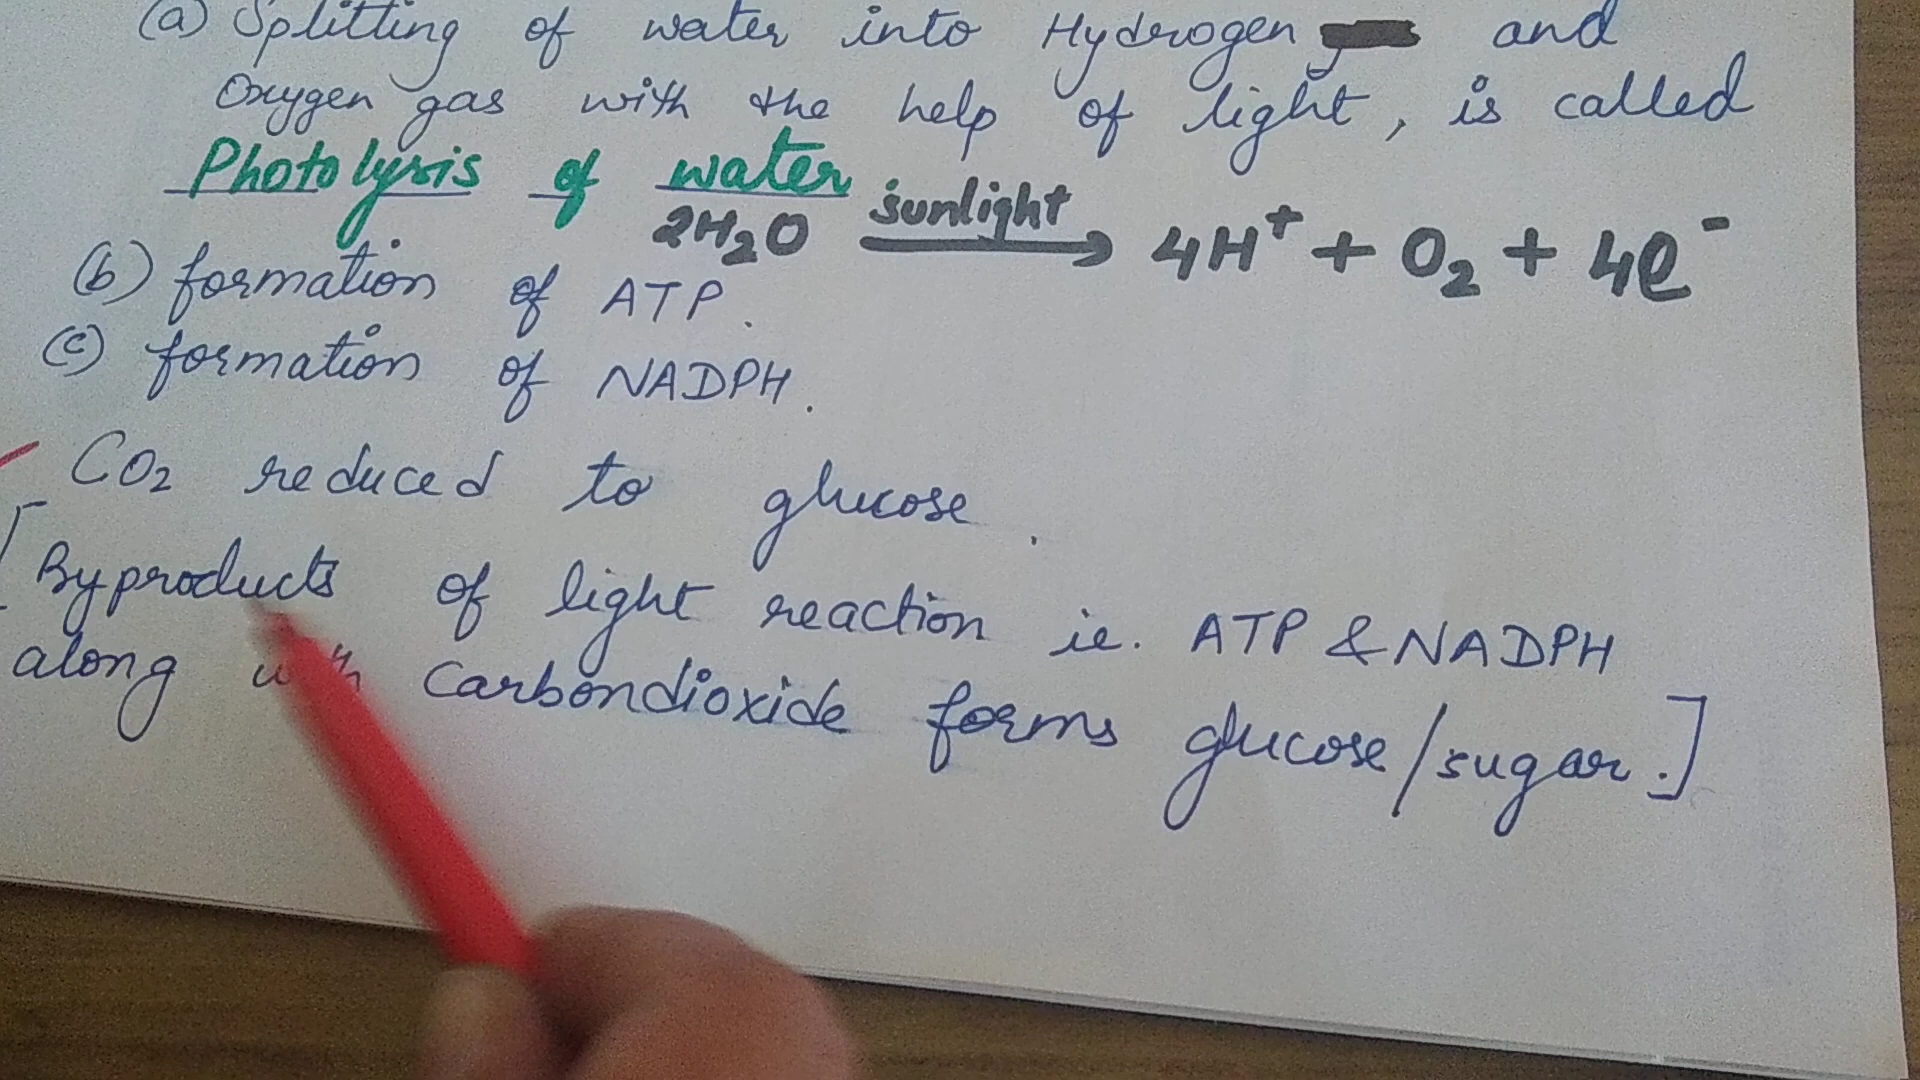 (a) Splitting of water into Hydrogen and
Oxygen gas with the help of light, is called
Photolysis of water
2H₂O sunlight → 4H⁺ + O₂ + 4e⁻
(b) formation of ATP.
(c) formation of NADPH.
CO₂ reduced to glucose.
[Byproducts of light reaction ie. ATP & NADPH
along with Carbondioxide forms glucose/sugar.]